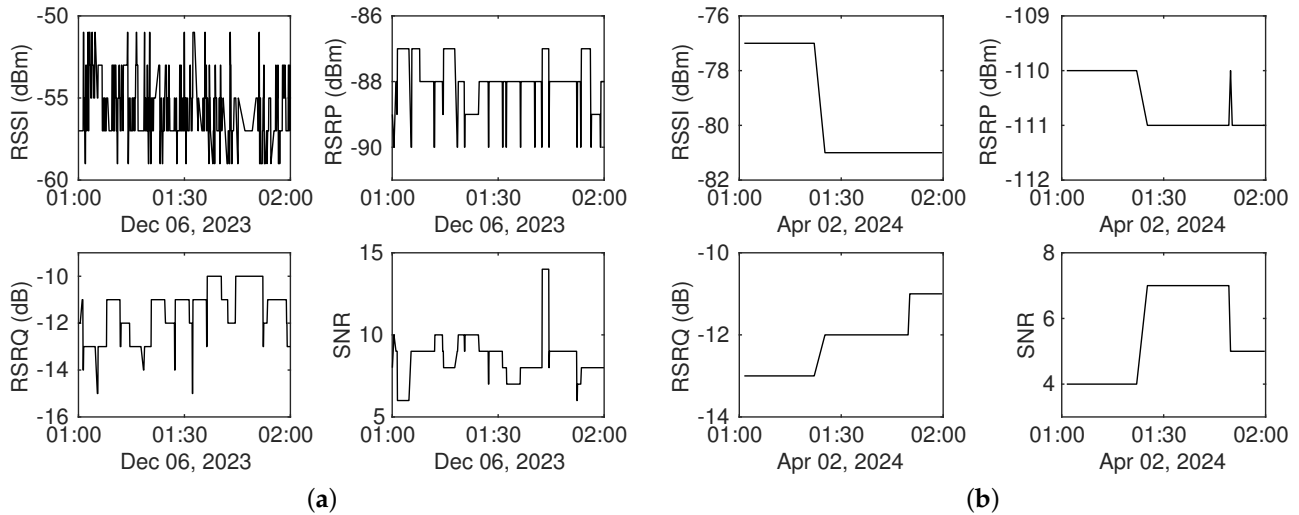 -50
-55
-60
RSSI (dBm)
01:00 01:30 02:00
Dec 06, 2023
-86
-88
-90
RSRP (dBm)
01:00 01:30 02:00
Dec 06, 2023
-76
-78
-80
-82
RSSI (dBm)
01:00 01:30 02:00
Apr 02, 2024
-109
-110
-111
-112
RSRP (dBm)
01:00 01:30 02:00
Apr 02, 2024
-10
-12
-14
-16
RSRQ (dB)
01:00 01:30 02:00
Dec 06, 2023
15
10
5
SNR
01:00 01:30 02:00
Dec 06, 2023
-10
-12
-14
RSRQ (dB)
01:00 01:30 02:00
Apr 02, 2024
8
6
4
SNR
01:00 01:30 02:00
Apr 02, 2024
(a)
(b)